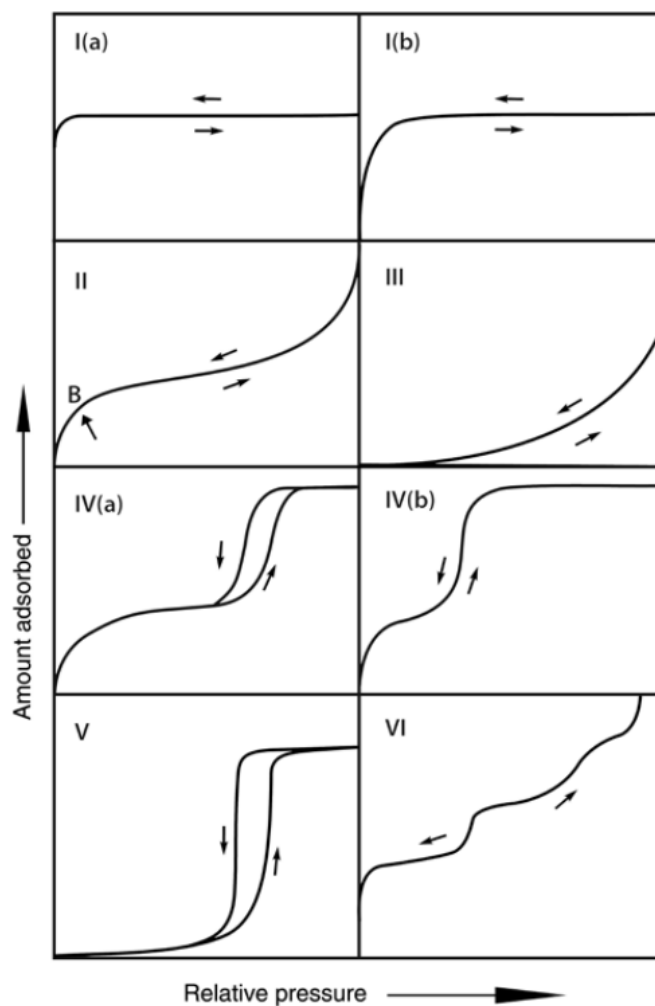 I(a)
I(b)
II
B
III
IV(a)
IV(b)
V
VI
Amount adsorbed
Relative pressure